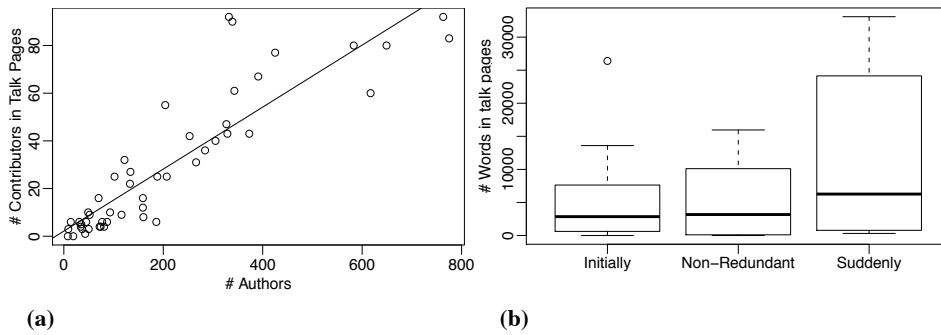 # Contributors in Talk Pages
0 20 40 60 80
0 200 400 600 800
# Authors
(a)
# Words in talk pages
0 10000 20000 30000
Initially Non−Redundant Suddenly
(b)